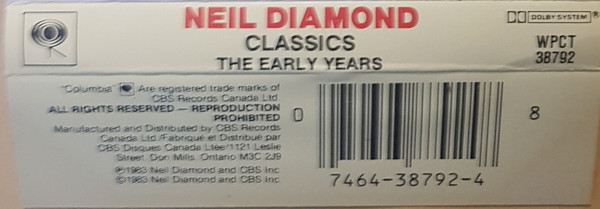 NEIL DIAMOND
CLASSICS
THE EARLY YEARS
DOLBY SYSTEM ®
WPCT
38792
"Columbia" Are registered trade marks of
CBS Records Canada Ltd.
ALL RIGHTS RESERVED — REPRODUCTION
PROHIBITED
Manufactured and Distributed by CBS Records
Canada Ltd./Fabriqué et Distribué par
CBS Disques Canada Ltée/1121 Leslie
Street, Don Mills, Ontario M3C 2J9
℗1983 Neil Diamond and CBS Inc
©1983 Neil Diamond and CBS Inc
0 8
7464-38792-4